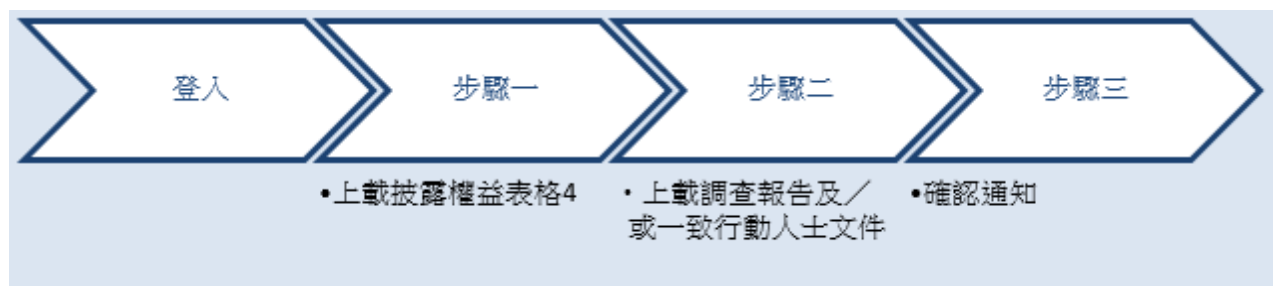 登入
步驟一
步驟二
步驟三
•上載披露權益表格4
・上載調查報告及／
或一致行動人士文件
•確認通知